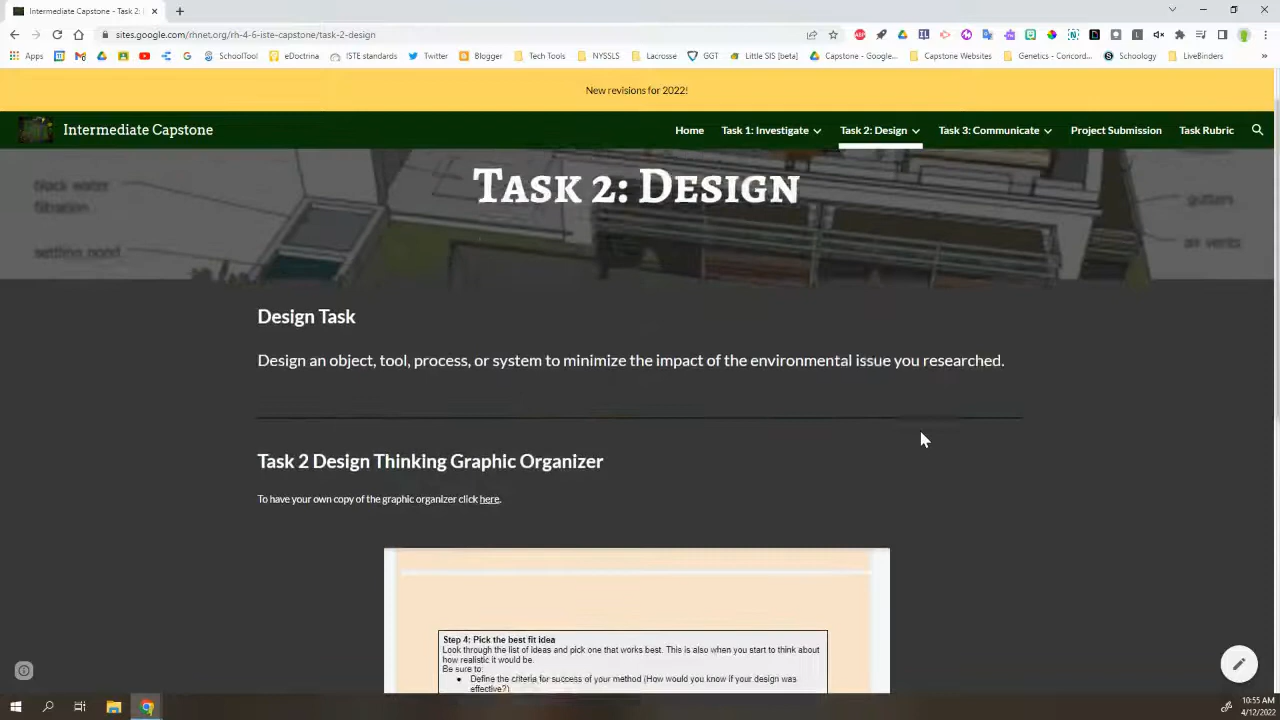 Intermediate Capstone - Task 2:
sites.google.com/rhnet.org/rh-4-6-iste-capstone/task-2-design
Apps
SchoolTool
eDoctrina
ISTE standards
Twitter
Blogger
Tech Tools
NYSSLS
Lacrosse
GGT
Little SIS [beta]
Capstone - Google...
Capstone Websites
Genetics - Concord...
Schoology
LiveBinders
New revisions for 2022!
Intermediate Capstone
Home
Task 1: Investigate
Task 2: Design
Task 3: Communicate
Project Submission
Task Rubric
Task 2: Design
black water
filtration
gutters
settling pond
air vents
Design Task
Design an object, tool, process, or system to minimize the impact of the environmental issue you researched.
Task 2 Design Thinking Graphic Organizer
To have your own copy of the graphic organizer click here.
Step 4: Pick the best fit idea
Look through the list of ideas and pick one that works best. This is also when you start to think about
how realistic it would be.
Be sure to:
● Define the criteria for success of your method (How would you know if your design was
effective?)
10:55 AM
4/12/2022